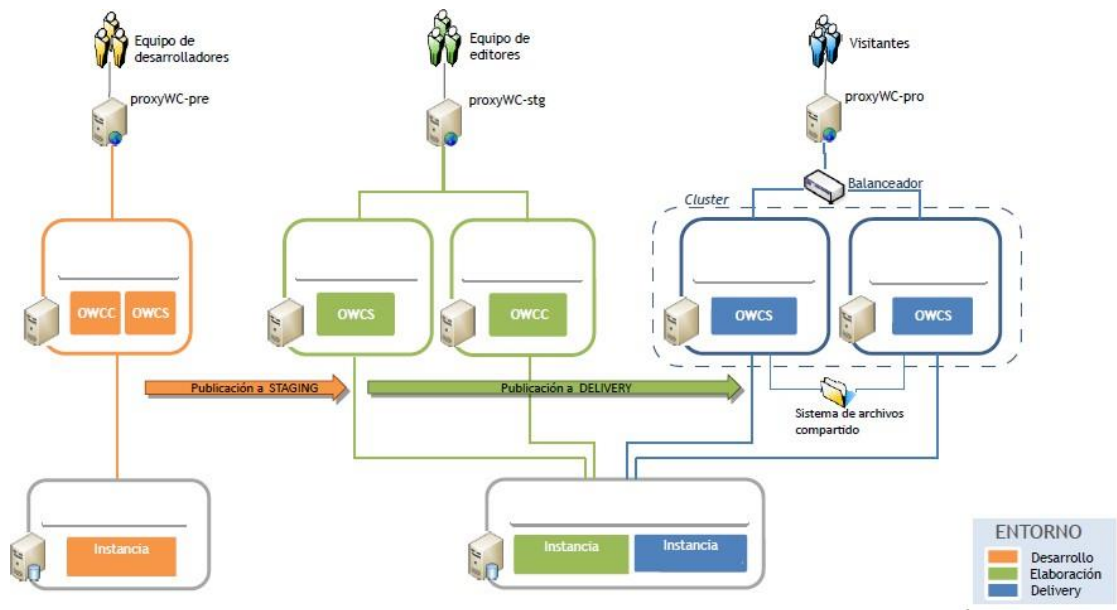 Equipo de
desarrolladores
Equipo de
editores
Visitantes
proxyWC-pre
proxyWC-stg
proxyWC-pro
Balanceador
Cluster
OWCC
OWCS
OWCS
OWCC
OWCS
OWCS
Publicación a STAGING
Publicación a DELIVERY
Sistema de archivos
compartido
Instancia
Instancia
Instancia
ENTORNO
Desarrollo
Elaboración
Delivery